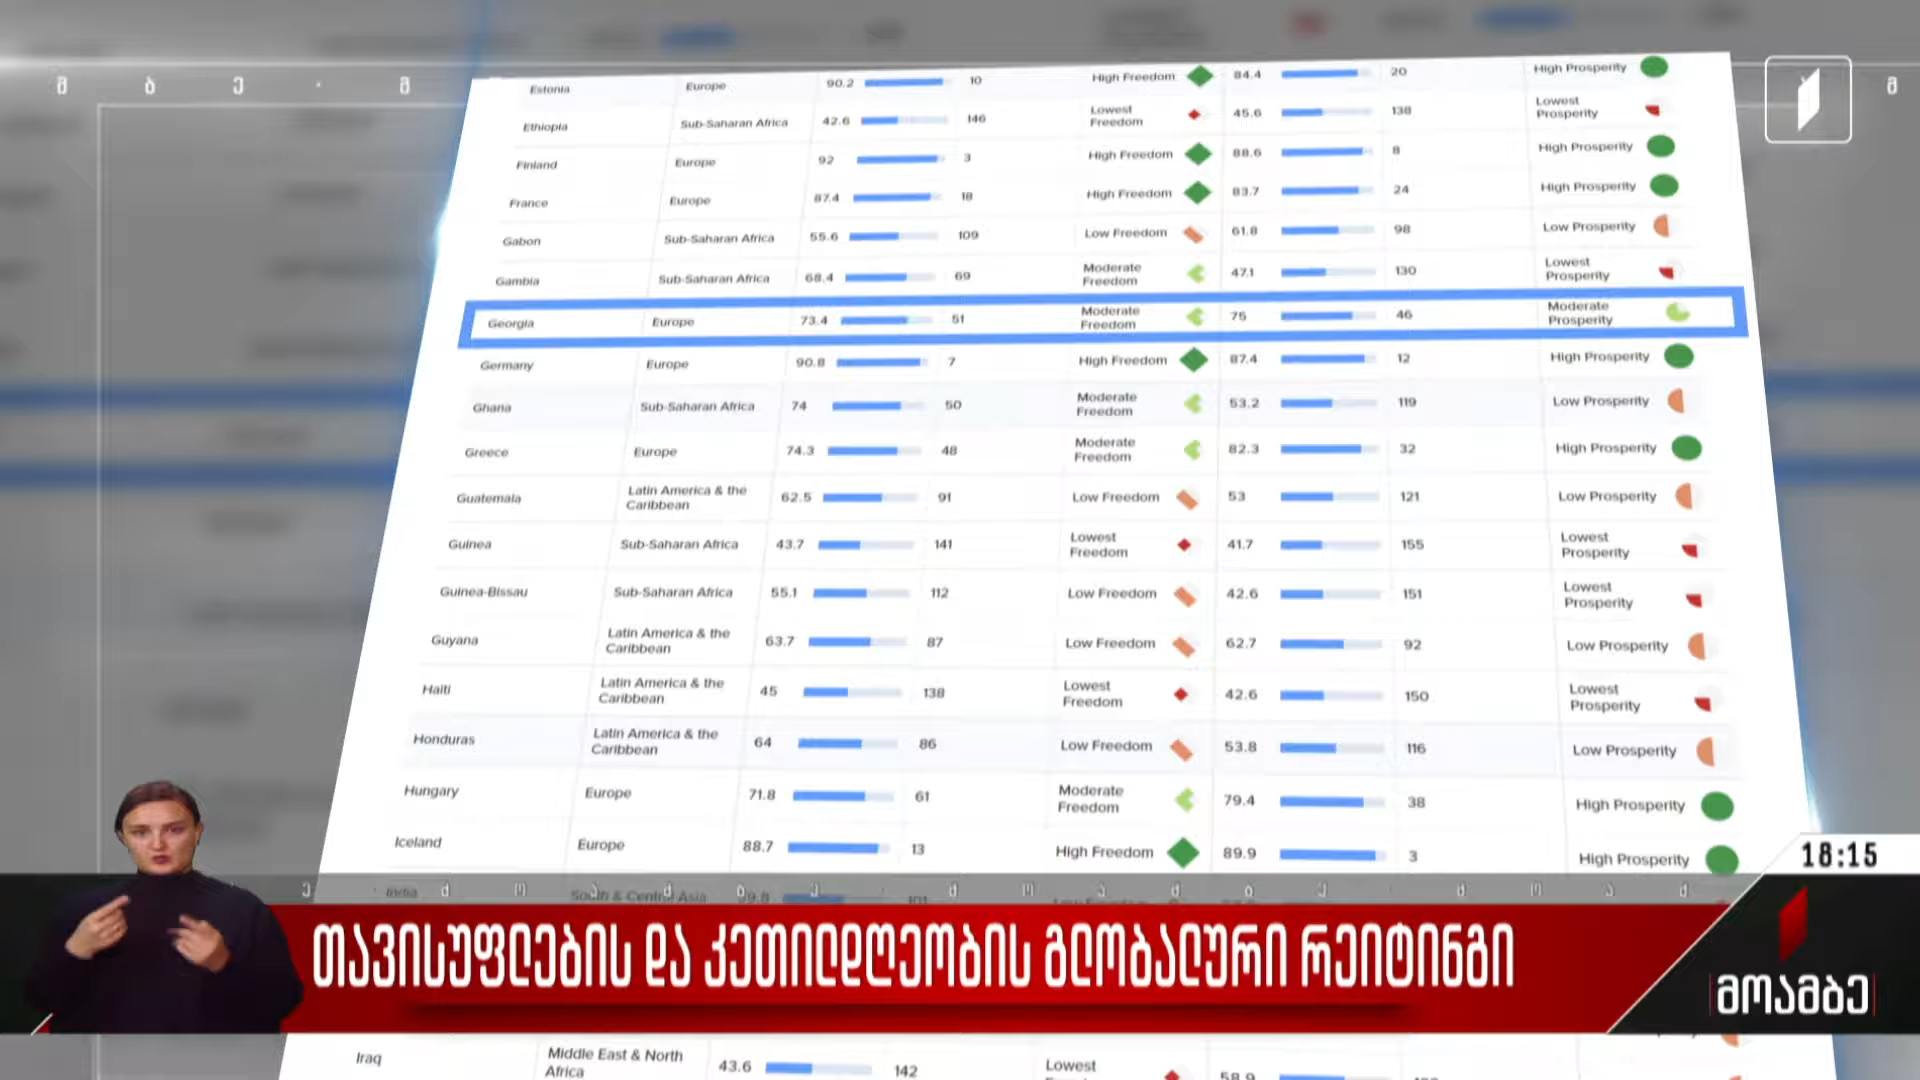 მ ბ ე · მ მ
Estonia Europe 90.2 10 High Freedom 84.4 20 High Prosperity
Ethiopia Sub-Saharan Africa 42.6 146 Lowest Freedom 45.6 138 Lowest Prosperity
Finland Europe 92 3 High Freedom 88.6 8 High Prosperity
France Europe 87.4 18 High Freedom 83.7 24 High Prosperity
Gabon Sub-Saharan Africa 55.6 109 Low Freedom 61.8 98 Low Prosperity
Gambia Sub-Saharan Africa 68.4 69 Moderate Freedom 47.1 130 Lowest Prosperity
Georgia Europe 73.4 51 Moderate Freedom 75 46 Moderate Prosperity
Germany Europe 90.8 7 High Freedom 87.4 12 High Prosperity
Ghana Sub-Saharan Africa 74 50 Moderate Freedom 53.2 119 Low Prosperity
Greece Europe 74.3 48 Moderate Freedom 82.3 32 High Prosperity
Guatemala Latin America & the Caribbean 62.5 91 Low Freedom 53 121 Low Prosperity
Guinea Sub-Saharan Africa 43.7 141 Lowest Freedom 41.7 155 Lowest Prosperity
Guinea-Bissau Sub-Saharan Africa 55.1 112 Low Freedom 42.6 151 Lowest Prosperity
Guyana Latin America & the Caribbean 63.7 87 Low Freedom 62.7 92 Low Prosperity
Haiti Latin America & the Caribbean 45 138 Lowest Freedom 42.6 150 Lowest Prosperity
Honduras Latin America & the Caribbean 64 86 Low Freedom 53.8 116 Low Prosperity
Hungary Europe 71.8 61 Moderate Freedom 79.4 38 High Prosperity
Iceland Europe 88.7 13 High Freedom 89.9 3 High Prosperity
18:15
India South & Central Asia 101
თავისუფლების და კეთილდღეობის გლობალური რეიტინგი
მოამბე
Iraq Middle East & North Africa 43.6 142 Lowest 58.9